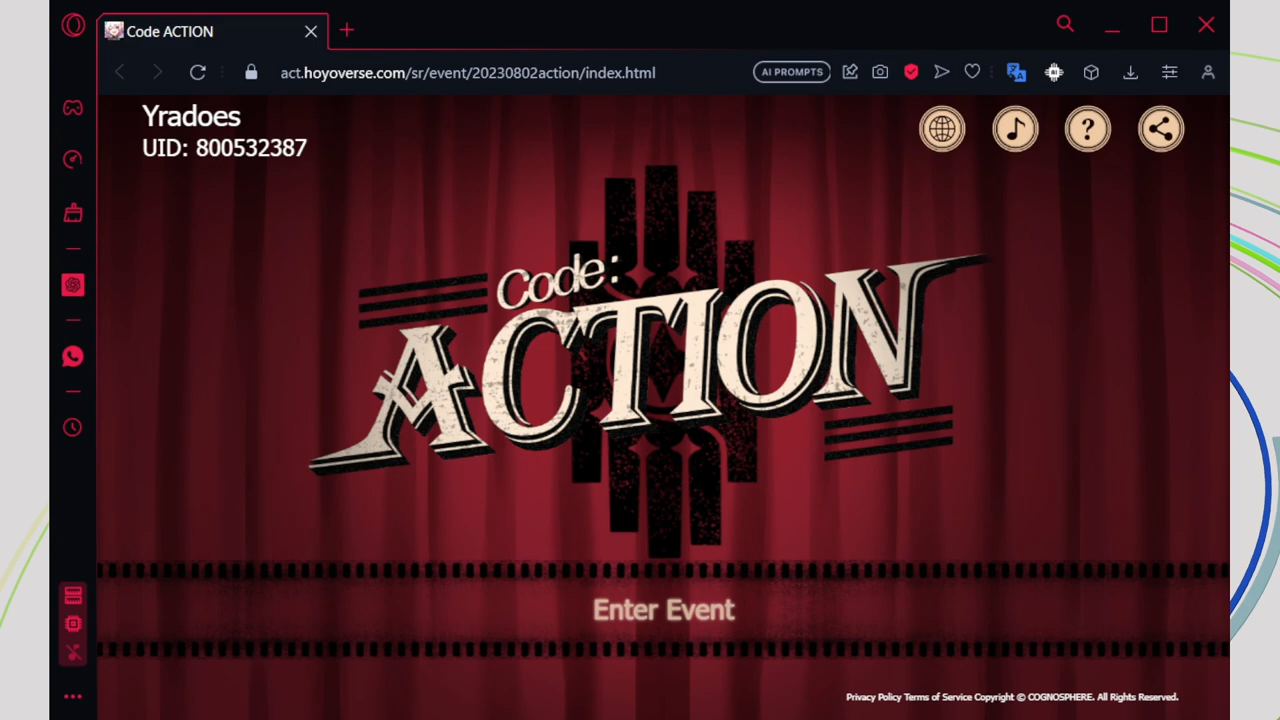 Code ACTION
act.hoyoverse.com/sr/event/20230802action/index.html
AI PROMPTS
Yradoes
UID: 800532387
?
Code:
ACTION
Enter Event
Privacy Policy Terms of Service Copyright © COGNOSPHERE. All Rights Reserved.